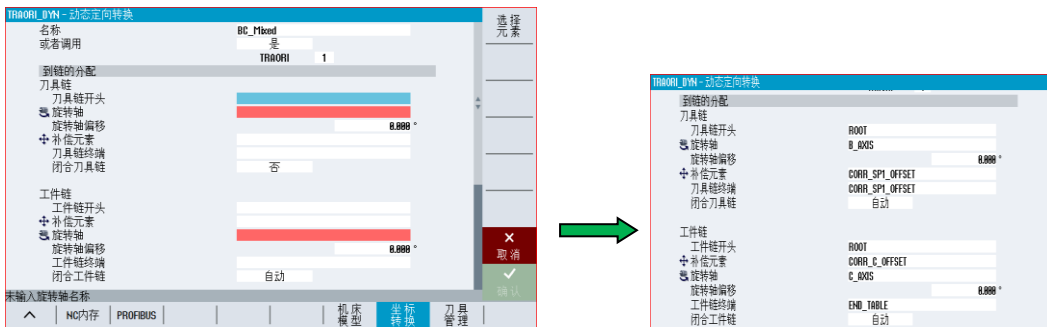 TRAORI_DYN - 动态定向转换
名称 BC_Mixed
或者调用 是
TRAORI 1
到链的分配
刀具链
刀具链开头
旋转轴
旋转轴偏移 0.000 °
补偿元素
刀具链终端
闭合刀具链 否
工件链
工件链开头
补偿元素
旋转轴
旋转轴偏移 0.000 °
工件链终端
闭合工件链 自动
未输入旋转轴名称
选择
元素
取消
确认
NC内存 PROFIBUS 机床模型 坐标转换 刀具管理
TRAORI_DYN - 动态定向转换
到链的分配
刀具链
刀具链开头 ROOT
旋转轴 B_AXIS
旋转轴偏移 0.000 °
补偿元素 CORR_SP1_OFFSET
刀具链终端 CORR_SP1_OFFSET
闭合刀具链 自动
工件链
工件链开头 ROOT
补偿元素 CORR_C_OFFSET
旋转轴 C_AXIS
旋转轴偏移 0.000 °
工件链终端 END_TABLE
闭合工件链 自动